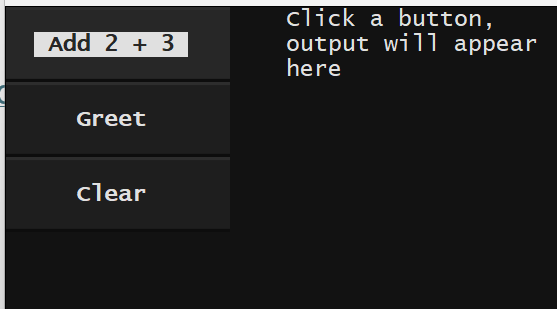 Add 2 + 3
Greet
Clear
Click a button,
output will appear
here